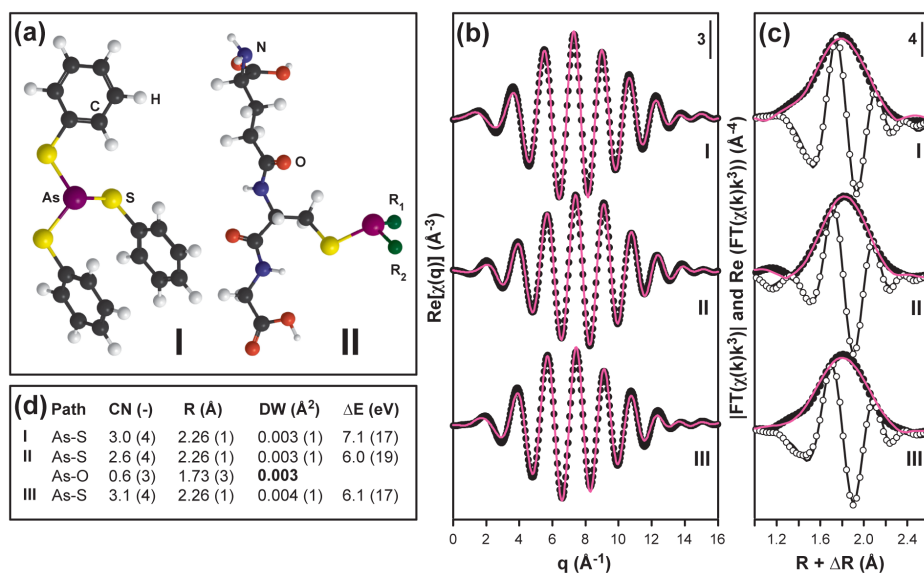 (a)
N
C
H
O
As
S
R1
R2
I
II
(b)
3
Re[χ(q)] (Å-3)
I
II
III
0 2 4 6 8 10 12 14 16
q (Å-1)
(c)
4
|FT(χ(k)k3)| and Re (FT(χ(k)k3)) (Å-4)
I
II
III
1.2 1.6 2.0 2.4
R + ΔR (Å)
(d) Path CN (-) R (Å) DW (Å2) ΔE (eV)
I As-S 3.0 (4) 2.26 (1) 0.003 (1) 7.1 (17)
II As-S 2.6 (4) 2.26 (1) 0.003 (1) 6.0 (19)
As-O 0.6 (3) 1.73 (3) 0.003
III As-S 3.1 (4) 2.26 (1) 0.004 (1) 6.1 (17)